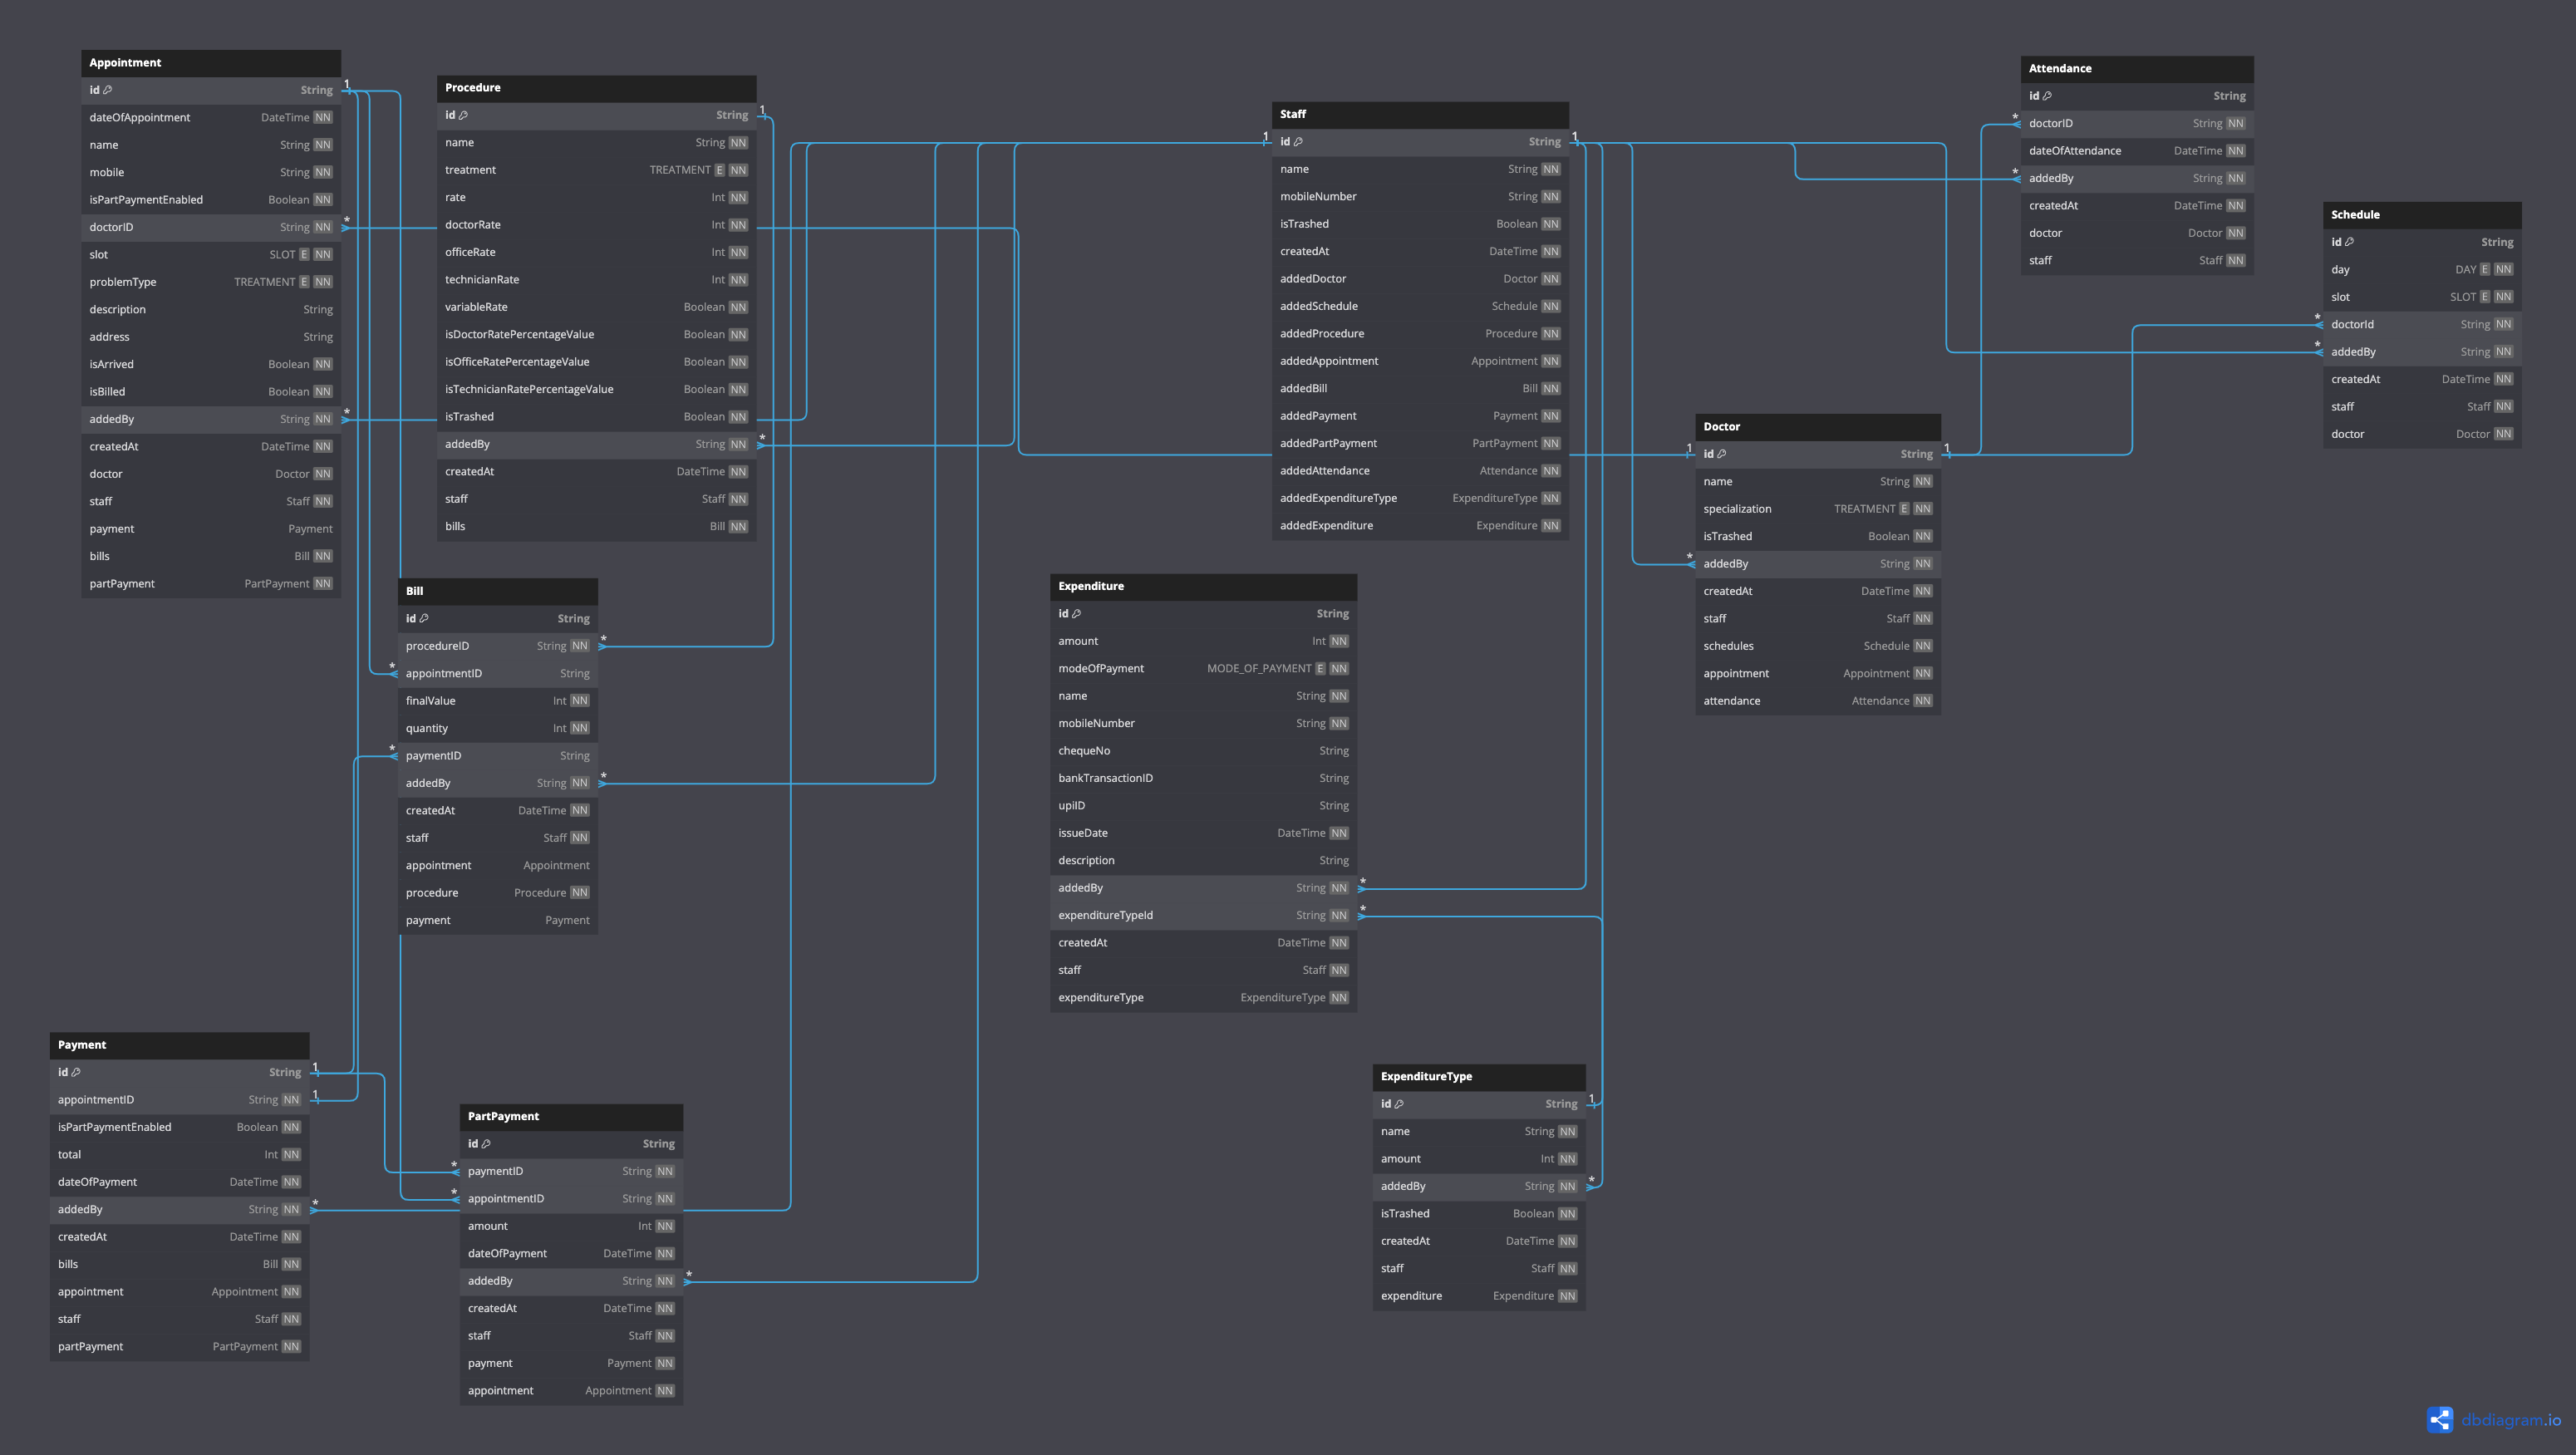 Appointment
id String
dateOfAppointment DateTime NN
name String NN
mobile String NN
isPartPaymentEnabled Boolean NN
doctorID String NN
slot SLOT E NN
problemType TREATMENT E NN
description String
address String
isArrived Boolean NN
isBilled Boolean NN
addedBy String NN
createdAt DateTime NN
doctor Doctor NN
staff Staff NN
payment Payment
bills Bill NN
partPayment PartPayment NN
1
*
*
Procedure
id String
name String NN
treatment TREATMENT E NN
rate Int NN
doctorRate Int NN
officeRate Int NN
technicianRate Int NN
variableRate Boolean NN
isDoctorRatePercentageValue Boolean NN
isOfficeRatePercentageValue Boolean NN
isTechnicianRatePercentageValue Boolean NN
isTrashed Boolean NN
addedBy String NN
createdAt DateTime NN
staff Staff NN
bills Bill NN
1
*
Staff
id String
name String NN
mobileNumber String NN
isTrashed Boolean NN
createdAt DateTime NN
addedDoctor Doctor NN
addedSchedule Schedule NN
addedProcedure Procedure NN
addedAppointment Appointment NN
addedBill Bill NN
addedPayment Payment NN
addedPartPayment PartPayment NN
addedAttendance Attendance NN
addedExpenditureType ExpenditureType NN
addedExpenditure Expenditure NN
1
1
Attendance
id String
doctorID String NN
dateOfAttendance DateTime NN
addedBy String NN
createdAt DateTime NN
doctor Doctor NN
staff Staff NN
*
*
Schedule
id String
day DAY E NN
slot SLOT E NN
doctorId String NN
addedBy String NN
createdAt DateTime NN
staff Staff NN
doctor Doctor NN
*
*
Doctor
id String
name String NN
specialization TREATMENT E NN
isTrashed Boolean NN
addedBy String NN
createdAt DateTime NN
staff Staff NN
schedules Schedule NN
appointment Appointment NN
attendance Attendance NN
1
1
*
Bill
id String
procedureID String NN
appointmentID String
finalValue Int NN
quantity Int NN
paymentID String
addedBy String NN
createdAt DateTime NN
staff Staff NN
appointment Appointment
procedure Procedure NN
payment Payment
*
*
*
*
Expenditure
id String
amount Int NN
modeOfPayment MODE_OF_PAYMENT E NN
name String NN
mobileNumber String NN
chequeNo String
bankTransactionID String
upiID String
issueDate DateTime NN
description String
addedBy String NN
expenditureTypeId String NN
createdAt DateTime NN
staff Staff NN
expenditureType ExpenditureType NN
*
*
Payment
id String
appointmentID String NN
isPartPaymentEnabled Boolean NN
total Int NN
dateOfPayment DateTime NN
addedBy String NN
createdAt DateTime NN
bills Bill NN
appointment Appointment NN
staff Staff NN
partPayment PartPayment NN
1
1
*
PartPayment
id String
paymentID String NN
appointmentID String NN
amount Int NN
dateOfPayment DateTime NN
addedBy String NN
createdAt DateTime NN
staff Staff NN
payment Payment NN
appointment Appointment NN
*
*
*
ExpenditureType
id String
name String NN
amount Int NN
addedBy String NN
isTrashed Boolean NN
createdAt DateTime NN
staff Staff NN
expenditure Expenditure NN
1
*
dbdiagram.io